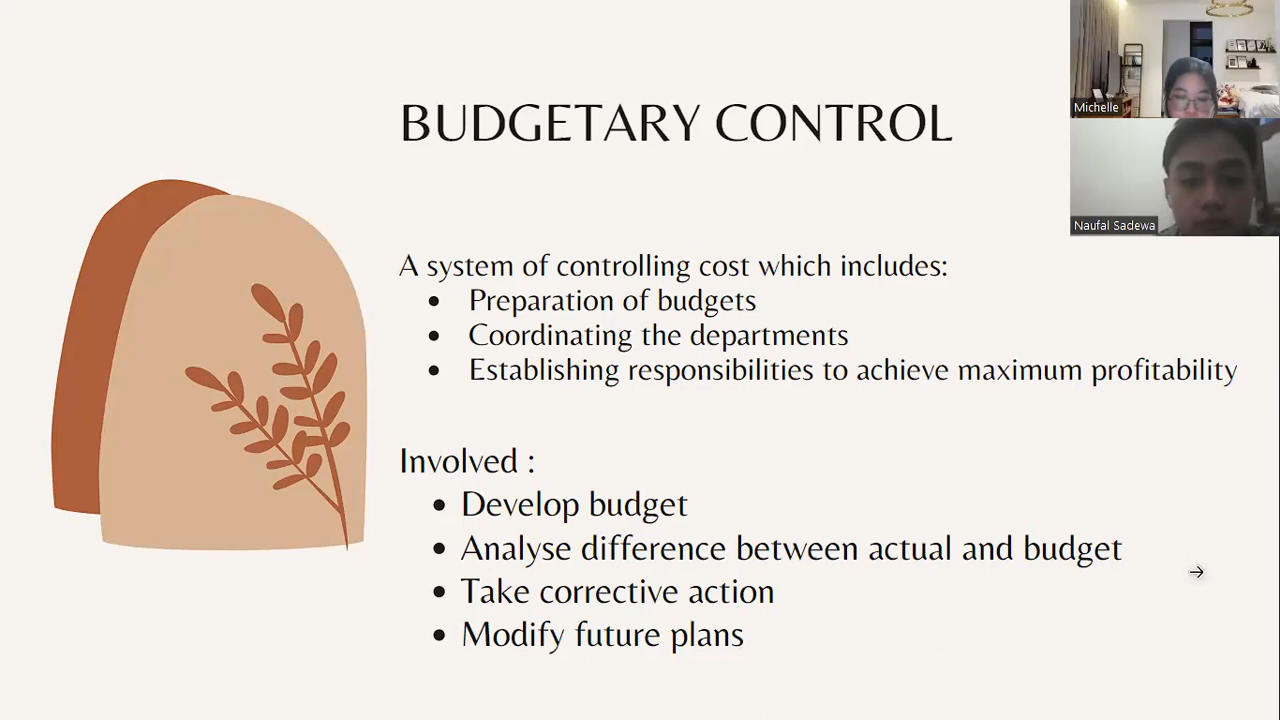 BUDGETARY CONTROL
A system of controlling cost which includes:
• Preparation of budgets
• Coordinating the departments
• Establishing responsibilities to achieve maximum profitability
Involved :
• Develop budget
• Analyse difference between actual and budget
• Take corrective action
• Modify future plans
Michelle
Naufal Sadewa